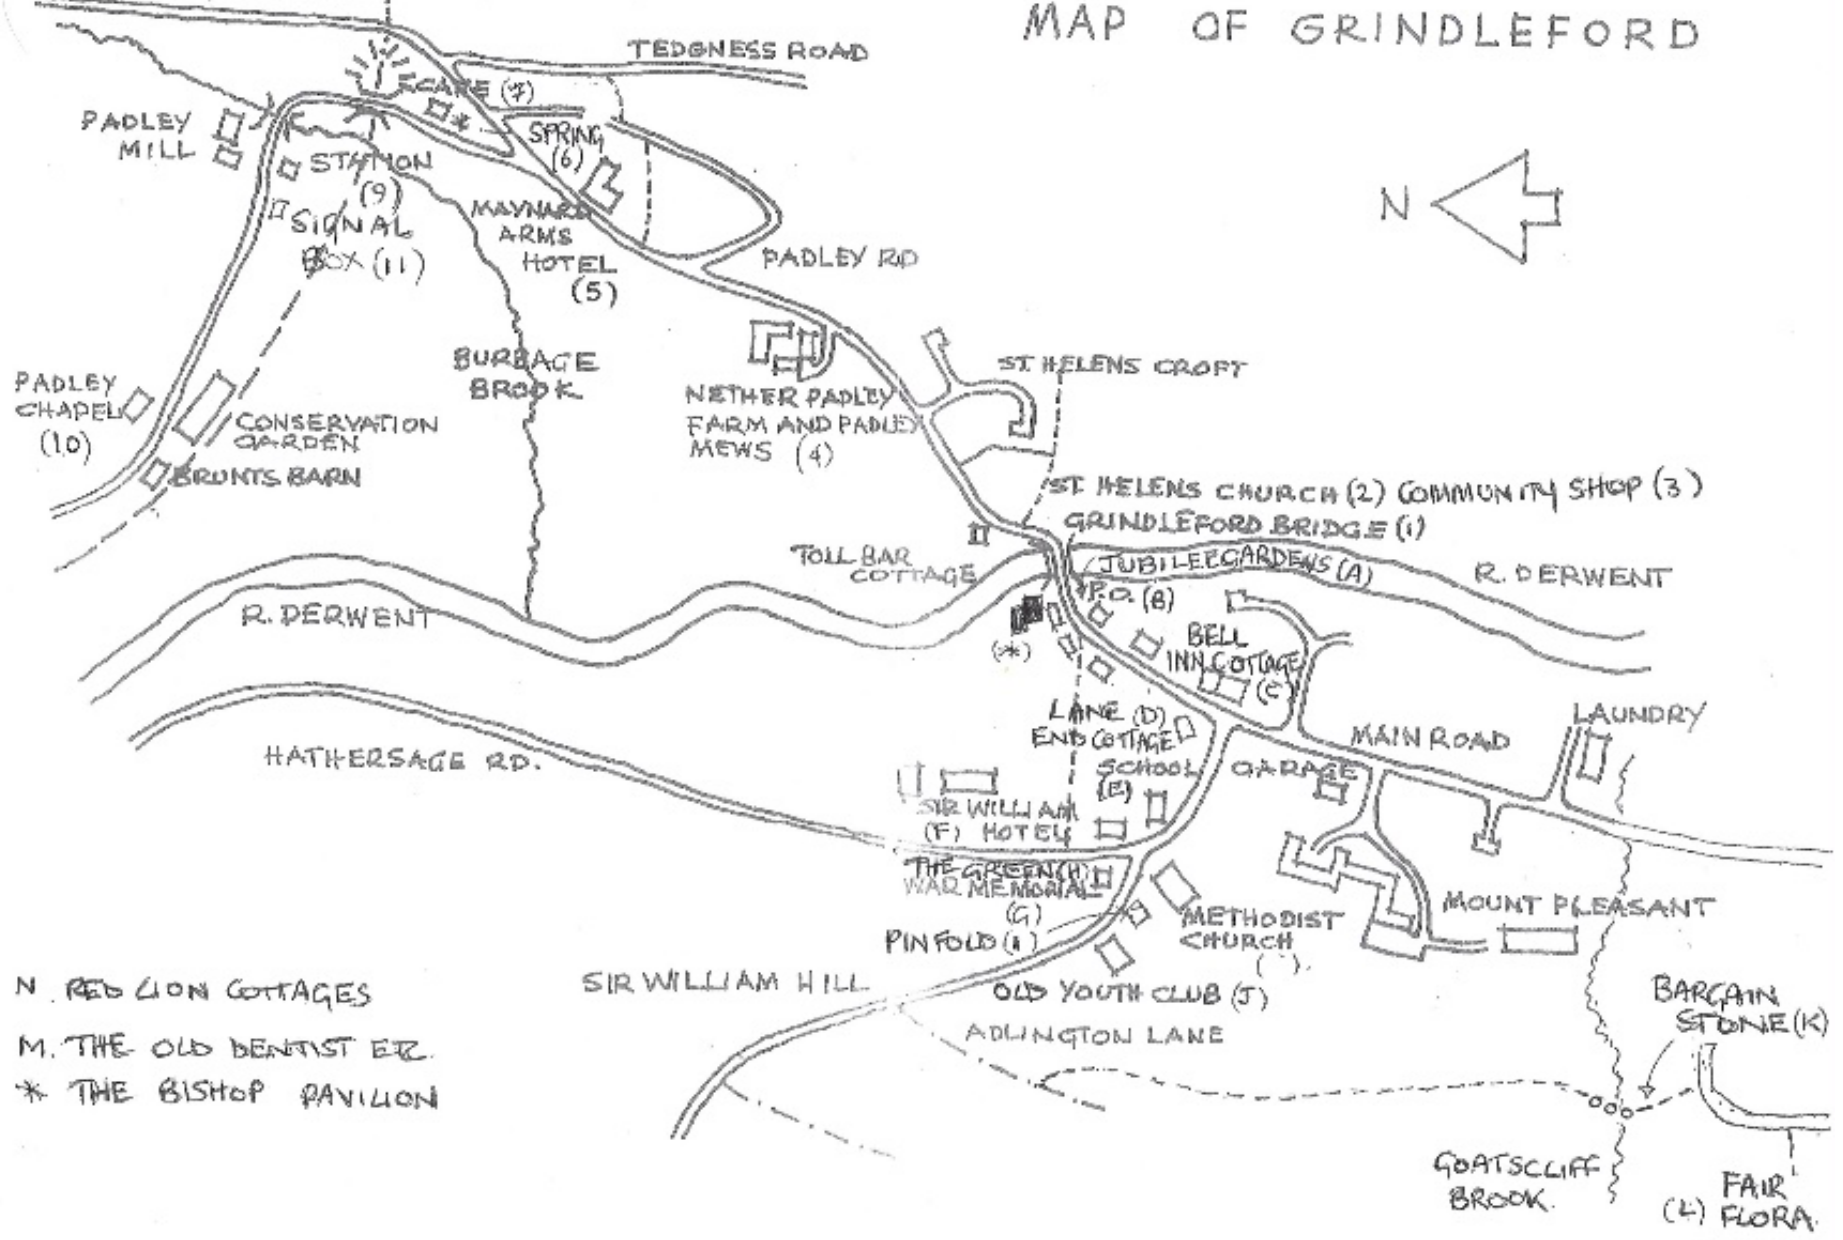 MAP OF GRINDLEFORD
TEDGNESS ROAD
CAFE (7)
*
PADLEY
MILL
SPRING
(6)
STATION
(9)
SIGNAL
BOX (11)
MAYNARD
ARMS
HOTEL
(5)
N
PADLEY RD
PADLEY
CHAPEL
(10)
BURBAGE
BROOK
CONSERVATION
GARDEN
BRUNTS BARN
NETHER PADLEY
FARM AND PADLEY
MEWS (4)
ST. HELENS CROFT
ST. HELENS CHURCH (2) COMMUNITY SHOP (3)
GRINDLEFORD BRIDGE (1)
TOLL BAR
COTTAGE
JUBILEE GARDENS (A)
R. DERWENT
P.O. (B)
R. DERWENT
(*)
BELL
INN COTTAGE
(C)
LANE (D)
END COTTAGE
LAUNDRY
MAIN ROAD
HATHERSAGE RD.
SCHOOL
(E)
GARAGE
SIR WILLIAM
(F) HOTEL
THE GREEN (H)
WAR MEMORIAL
(G)
PINFOLD
METHODIST
CHURCH
MOUNT PLEASANT
SIR WILLIAM HILL
OLD YOUTH CLUB (J)
ADLINGTON LANE
BARGAIN
STONE (K)
N. RED LION COTTAGES
M. THE OLD DENTIST ETC.
* THE BISHOP PAVILION
GOATSCLIFF
BROOK.
FAIR
(L) FLORA.